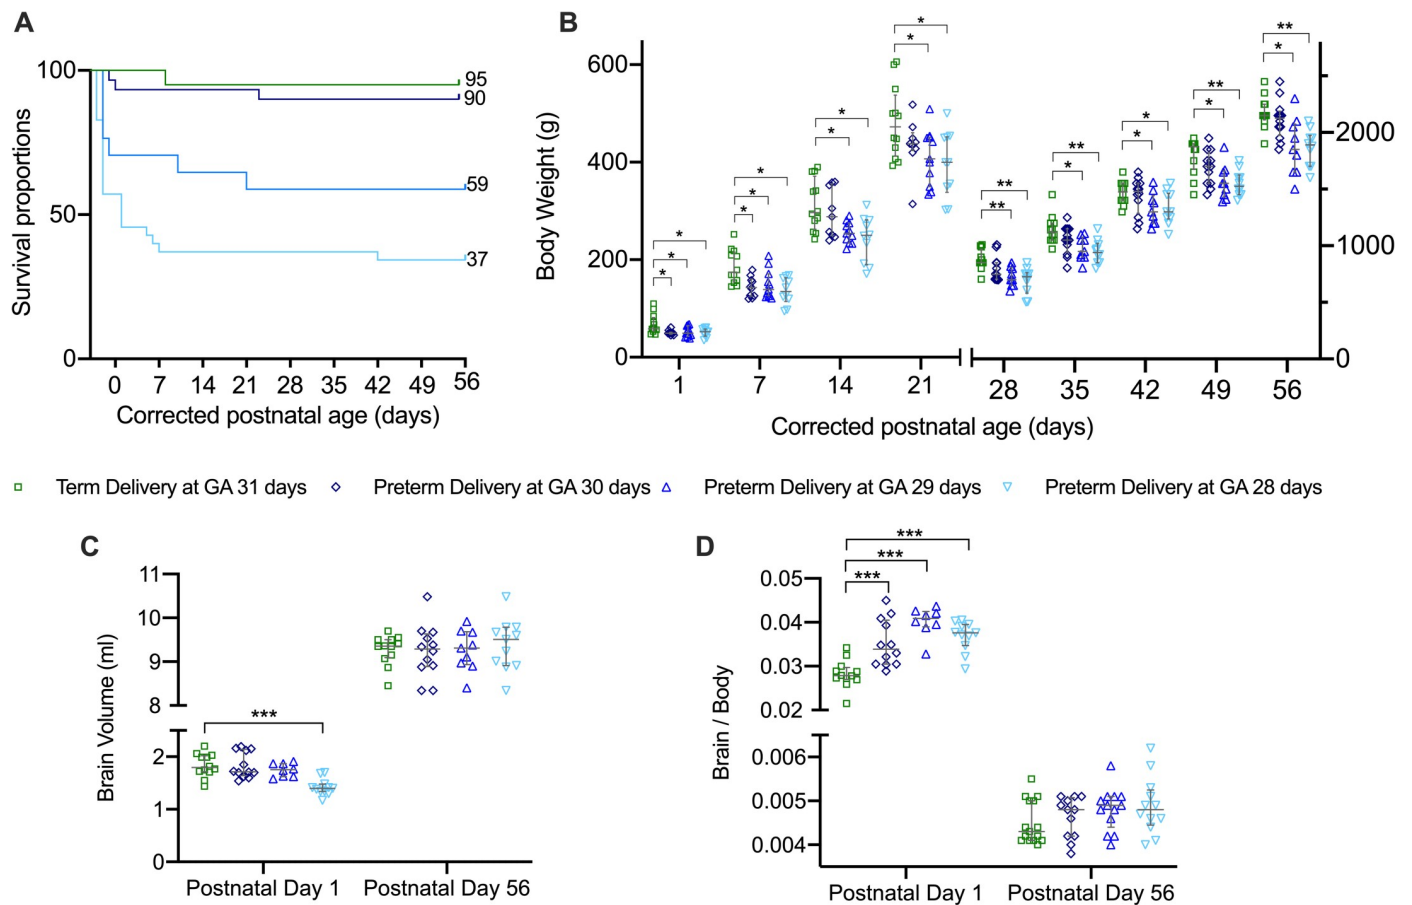 A
Survival proportions
100
50
0
95
90
59
37
0 7 14 21 28 35 42 49 56
Corrected postnatal age (days)
B
Body Weight (g)
600
400
200
0
2000
1000
0
* * *
* * *
* *
* *
** **
* **
* *
* **
* **
1 7 14 21 28 35 42 49 56
Corrected postnatal age (days)
Term Delivery at GA 31 days
Preterm Delivery at GA 30 days
Preterm Delivery at GA 29 days
Preterm Delivery at GA 28 days
C
Brain Volume (ml)
11
10
9
8
2
1
0
***
Postnatal Day 1 Postnatal Day 56
D
Brain / Body
0.05
0.04
0.03
0.02
0.006
0.005
0.004
***
***
***
Postnatal Day 1 Postnatal Day 56